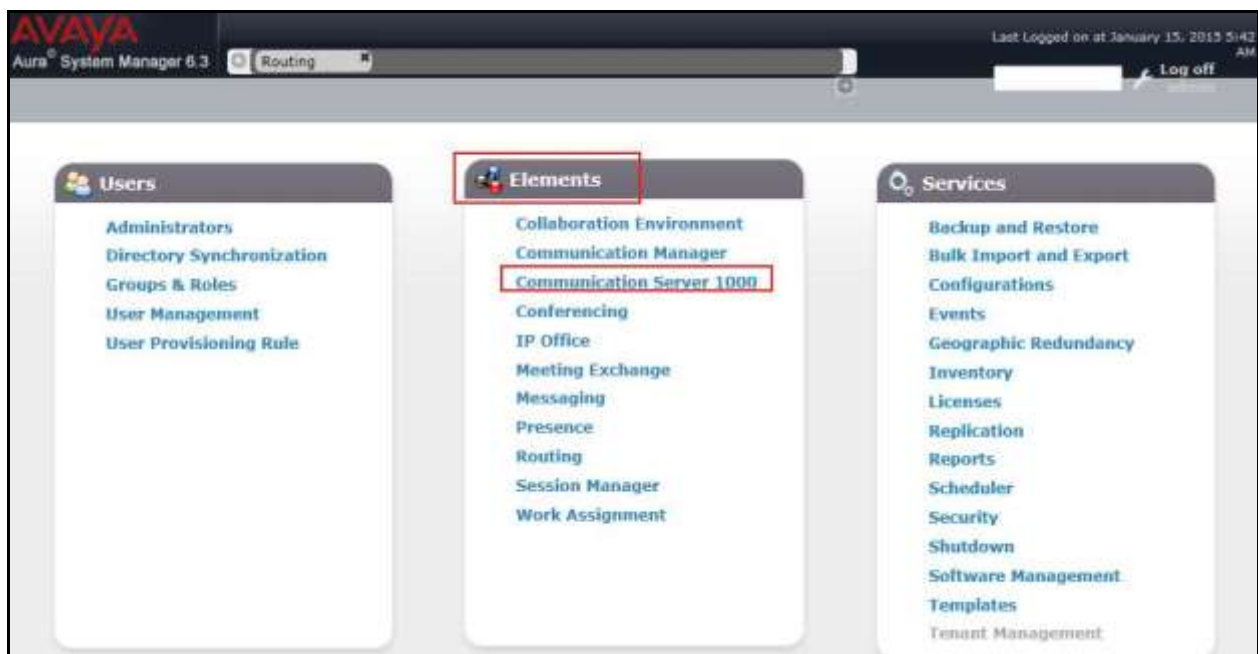 AVAYA
Aura® System Manager 6.3
Routing
Last Logged on at January 15, 2015 5:42
AM
Log off
Users
Administrators
Directory Synchronization
Groups & Roles
User Management
User Provisioning Rule
Elements
Collaboration Environment
Communication Manager
Communication Server 1000
Conferencing
IP Office
Meeting Exchange
Messaging
Presence
Routing
Session Manager
Work Assignment
Services
Backup and Restore
Bulk Import and Export
Configurations
Events
Geographic Redundancy
Inventory
Licenses
Replication
Reports
Scheduler
Security
Shutdown
Software Management
Templates
Tenant Management